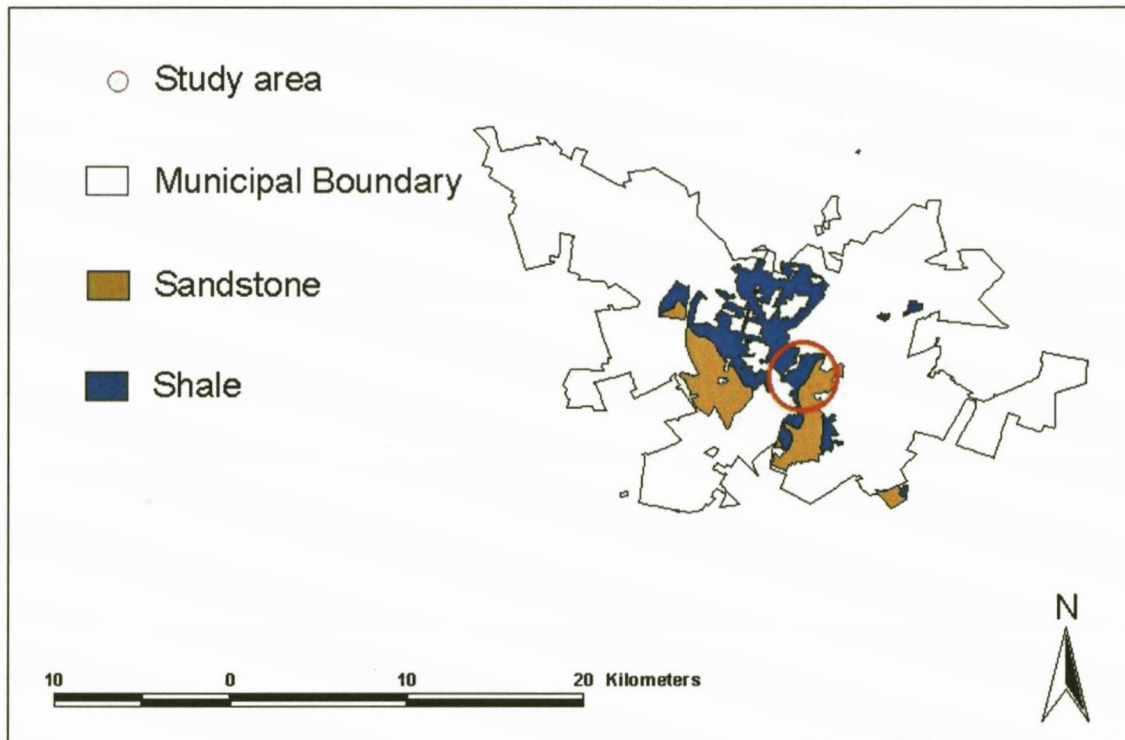 Study area
Municipal Boundary
Sandstone
Shale
N
10 0 10 20 Kilometers